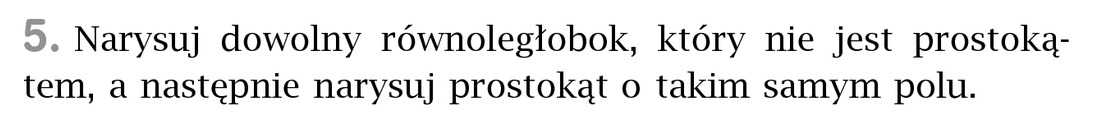 5. Narysuj dowolny równoległobok, który nie jest prostoką-
tem, a następnie narysuj prostokąt o takim samym polu.